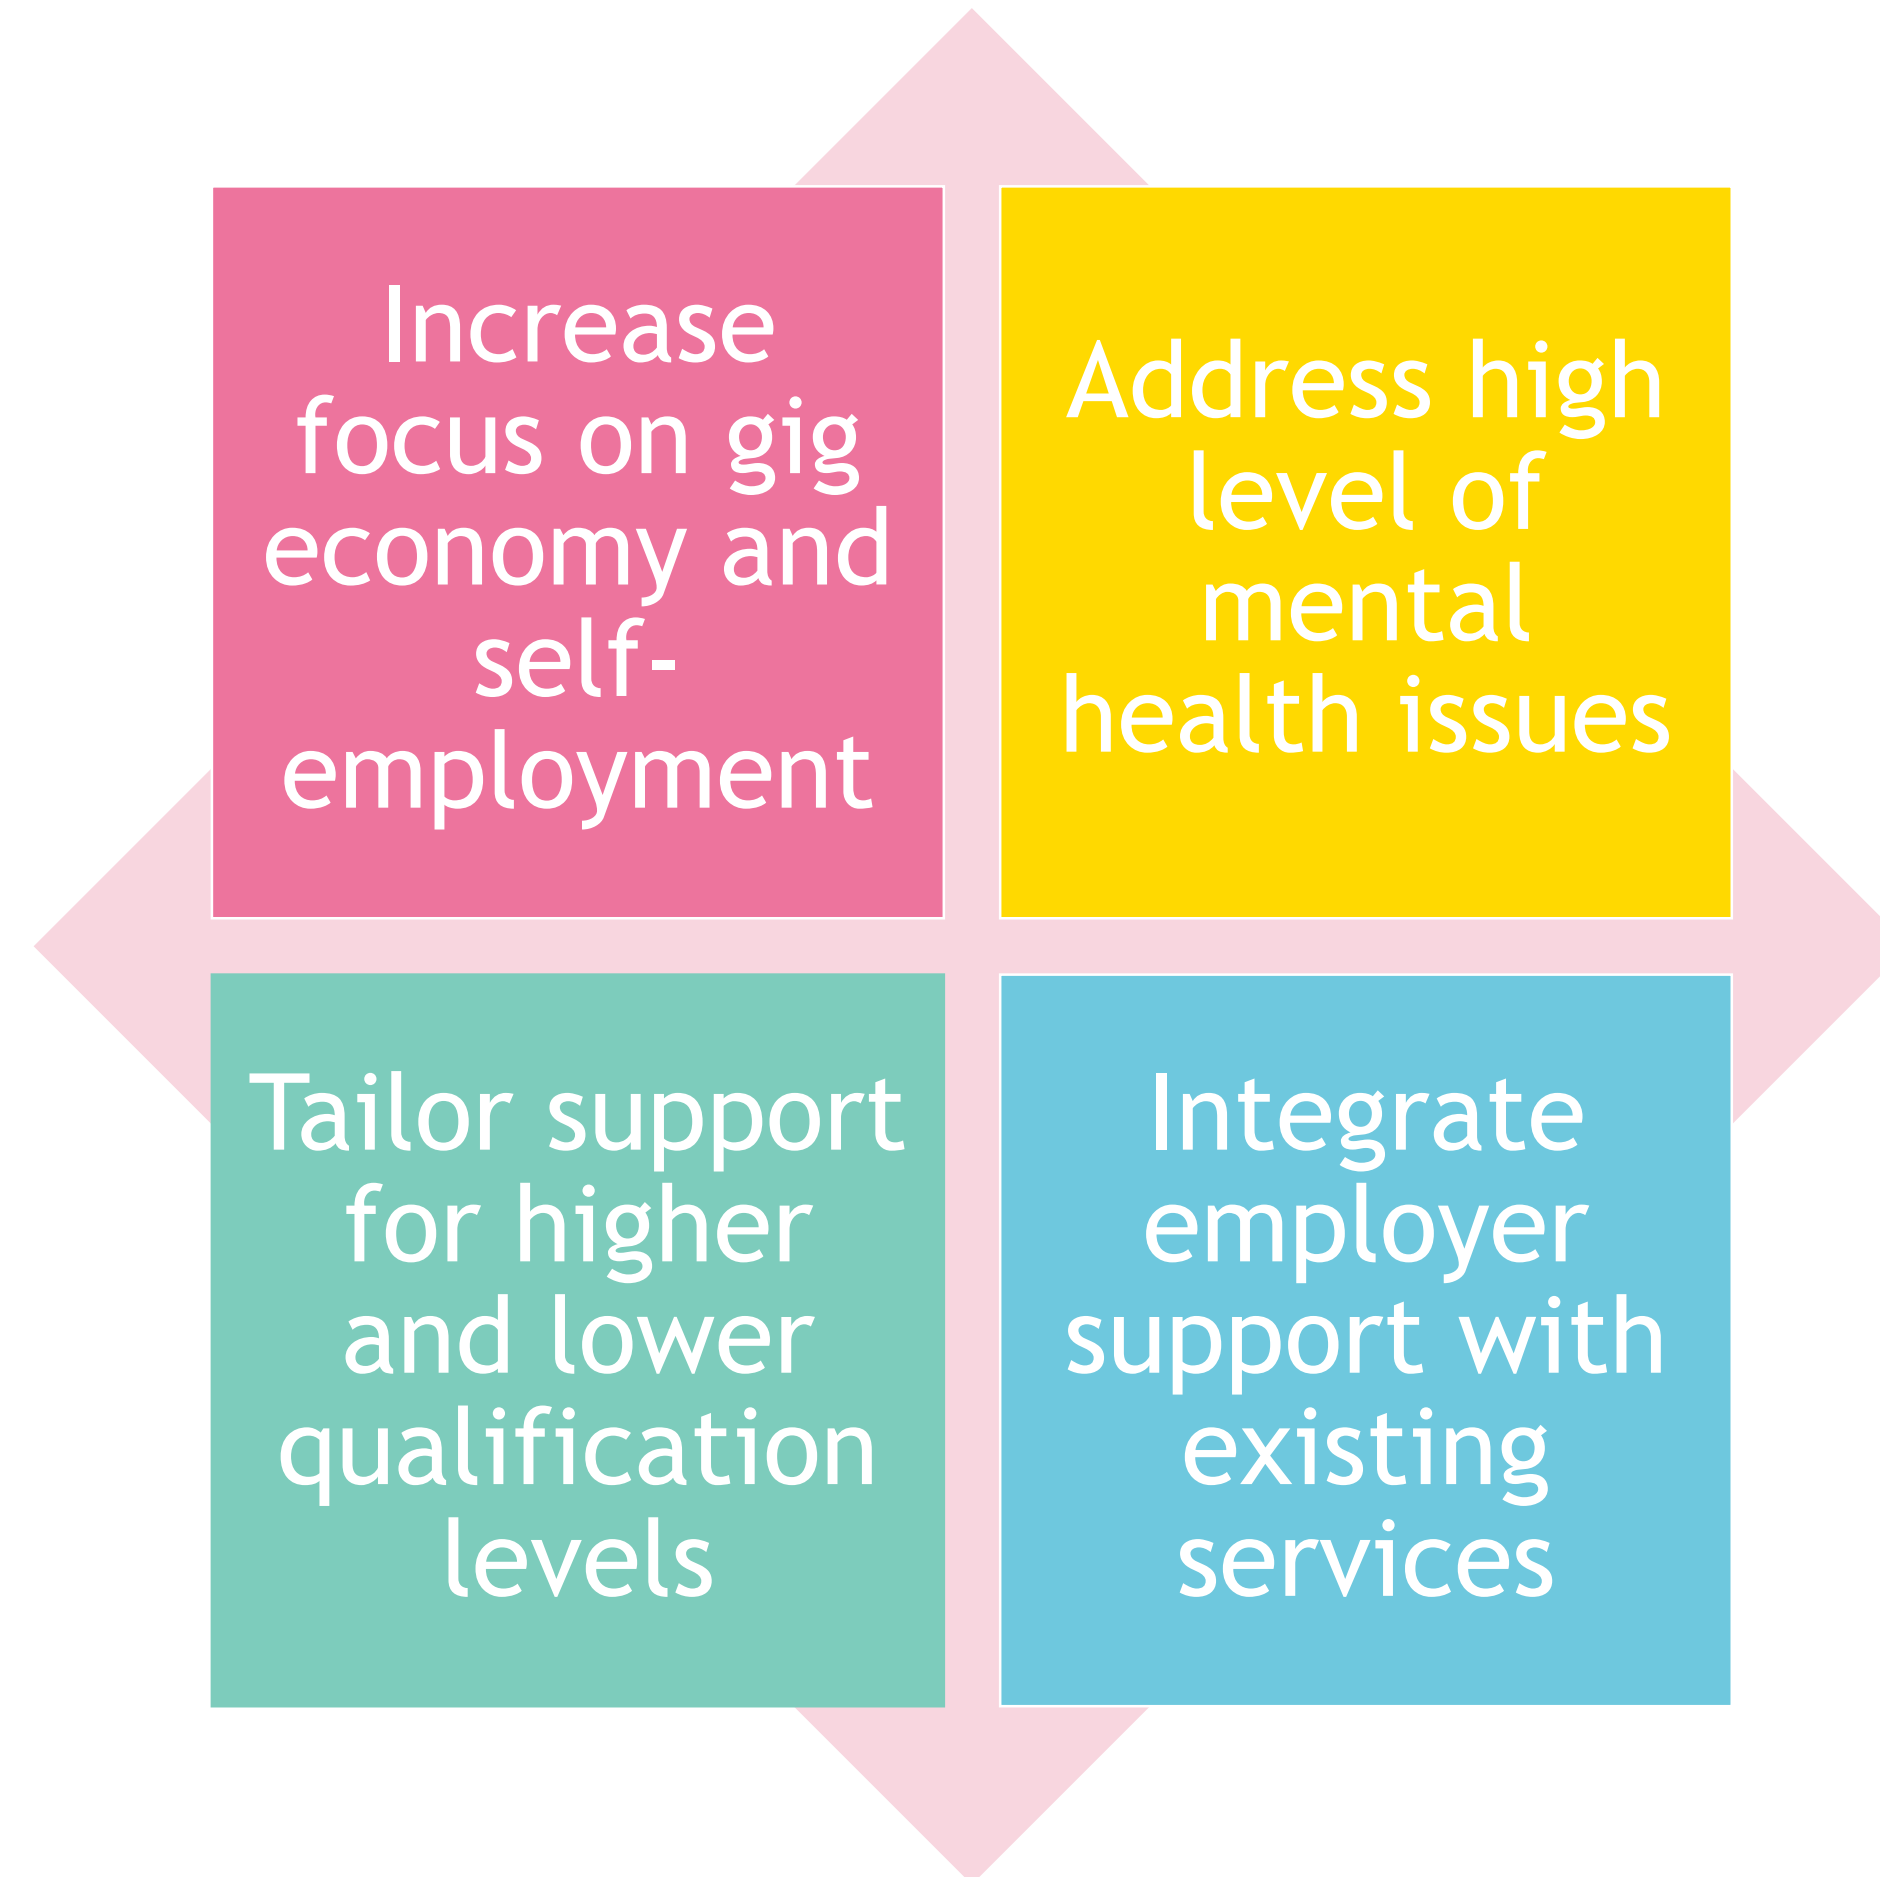 Increase
focus on gig
economy and
self-
employment
Address high
level of
mental
health issues
Tailor support
for higher
and lower
qualification
levels
Integrate
employer
support with
existing
services